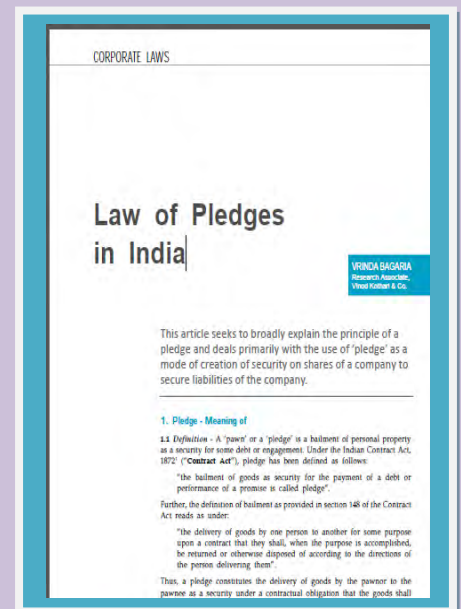 CORPORATE LAWS
Law of Pledges
in India
VRINDA BAGARIA
Research Associate,
Vinod Kothari & Co.
This article seeks to broadly explain the principle of a
pledge and deals primarily with the use of 'pledge' as a
mode of creation of security on shares of a company to
secure liabilities of the company.
1. Pledge - Meaning of
1.1 Definition - A 'pawn' or a 'pledge' is a bailment of personal property
as a security for some debt or engagement. Under the Indian Contract Act,
1872' ("Contract Act"), pledge has been defined as follows:
"the bailment of goods as security for the payment of a debt or
performance of a promise is called pledge".
Further, the definition of bailment as provided in section 148 of the Contract
Act reads as under:
"the delivery of goods by one person to another for some purpose
upon a contract that they shall, when the purpose is accomplished,
be returned or otherwise disposed of according to the directions of
the person delivering them".
Thus, a pledge constitutes the delivery of goods by the pawnor to the
pawnee as a security under a contractual obligation that the goods shall